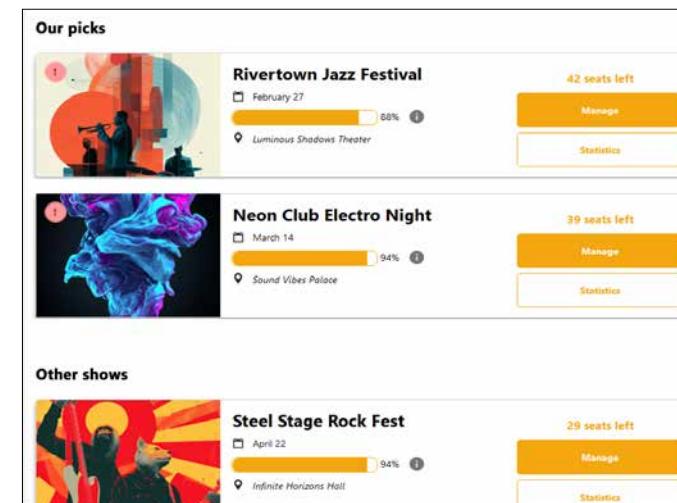 Our picks
Rivertown Jazz Festival
42 seats left
February 27
Manage
88%
Luminous Shadows Theater
Statistics
Neon Club Electro Night
39 seats left
March 14
Manage
94%
Sound Vibes Palace
Statistics
Other shows
Steel Stage Rock Fest
29 seats left
April 22
Manage
94%
Infinite Horizons Hall
Statistics